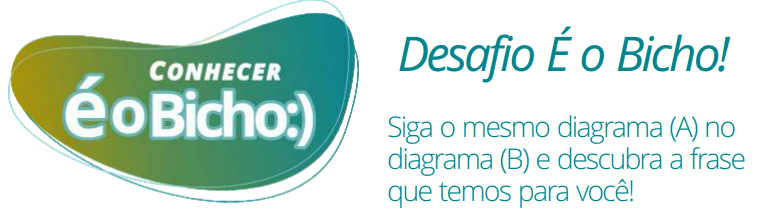 CONHECER
é o Bicho:)
Desafio É o Bicho!
Siga o mesmo diagrama (A) no
diagrama (B) e descubra a frase
que temos para você!